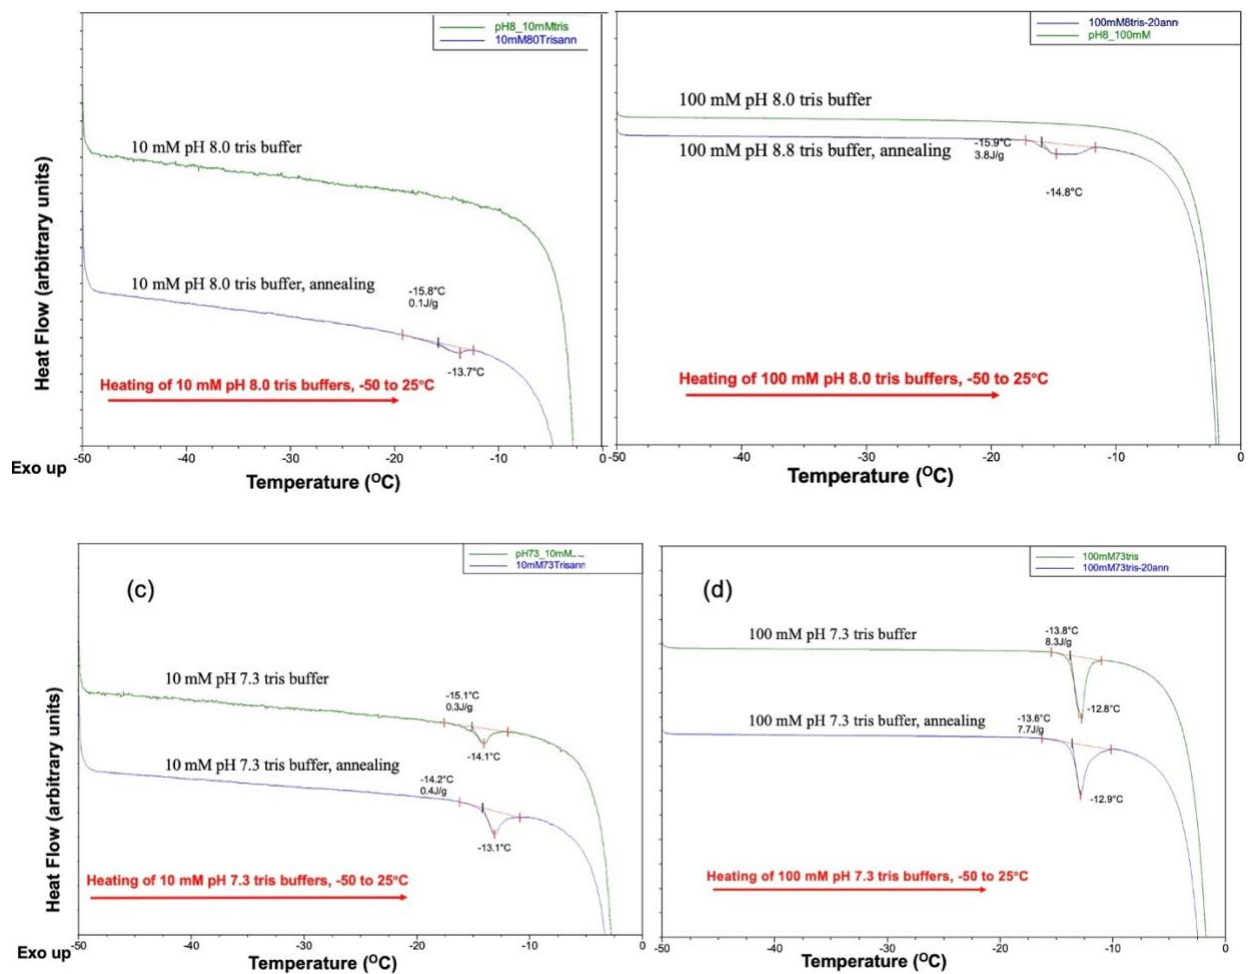 pH8_10mMtris
10mM80Trisann
10 mM pH 8.0 tris buffer
10 mM pH 8.0 tris buffer, annealing
-15.8°C
0.1J/g
-13.7°C
Heating of 10 mM pH 8.0 tris buffers, -50 to 25°C
Heat Flow (arbitrary units)
-50 -40 -30 -20 -10 0
Exo up
Temperature (OC)
100mM8tris-20ann
pH8_100mM
100 mM pH 8.0 tris buffer
100 mM pH 8.8 tris buffer, annealing
-15.9°C
3.8J/g
-14.8°C
Heating of 100 mM pH 8.0 tris buffers, -50 to 25°C
-50 -40 -30 -20 -10 0
Temperature (OC)
(c)
pH73_10mM...
10mM73Trisann
10 mM pH 7.3 tris buffer
-15.1°C
0.3J/g
-14.1°C
10 mM pH 7.3 tris buffer, annealing
-14.2°C
0.4J/g
-13.1°C
Heating of 10 mM pH 7.3 tris buffers, -50 to 25°C
Heat Flow (arbitrary units)
-50 -40 -30 -20 -10 0
Exo up
Temperature (OC)
(d)
100mM73tris
100mM73tris-20ann
100 mM pH 7.3 tris buffer
-13.8°C
8.3J/g
-12.8°C
100 mM pH 7.3 tris buffer, annealing
-13.6°C
7.7J/g
-12.9°C
Heating of 100 mM pH 7.3 tris buffers, -50 to 25°C
-50 -40 -30 -20 -10 0
Temperature (OC)